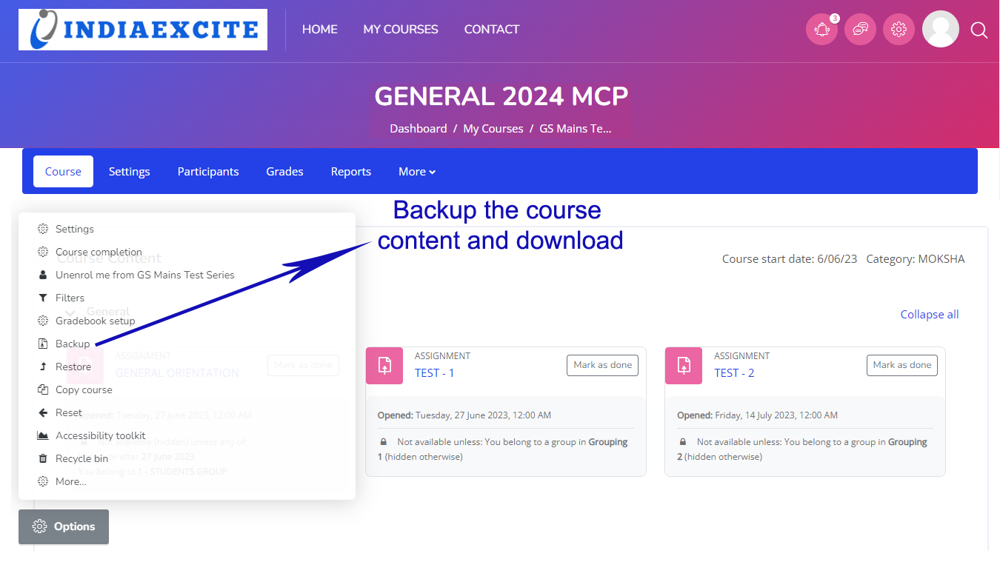 INDIAEXCITE
HOME MY COURSES CONTACT
3
GENERAL 2024 MCP
Dashboard / My Courses / GS Mains Te...
Course Settings Participants Grades Reports More
Backup the course
content and download
Settings
Course completion
Unenrol me from GS Mains Test Series
Filters
Gradebook setup
Backup
Restore
Copy course
Reset
Accessibility toolkit
Recycle bin
More...
Options
Course Content
Course start date: 6/06/23 Category: MOKSHA
General
Collapse all
ASSIGNMENT
GENERAL ORIENTATION
Mark as done
Opened: Tuesday, 27 June 2023, 12:00 AM
Not available (hidden) unless any of:
after 27 June 2023
You belong to 1 - STUDENTS GROUP
ASSIGNMENT
TEST - 1
Mark as done
Opened: Tuesday, 27 June 2023, 12:00 AM
Not available unless: You belong to a group in Grouping
1 (hidden otherwise)
ASSIGNMENT
TEST - 2
Mark as done
Opened: Friday, 14 July 2023, 12:00 AM
Not available unless: You belong to a group in Grouping
2 (hidden otherwise)